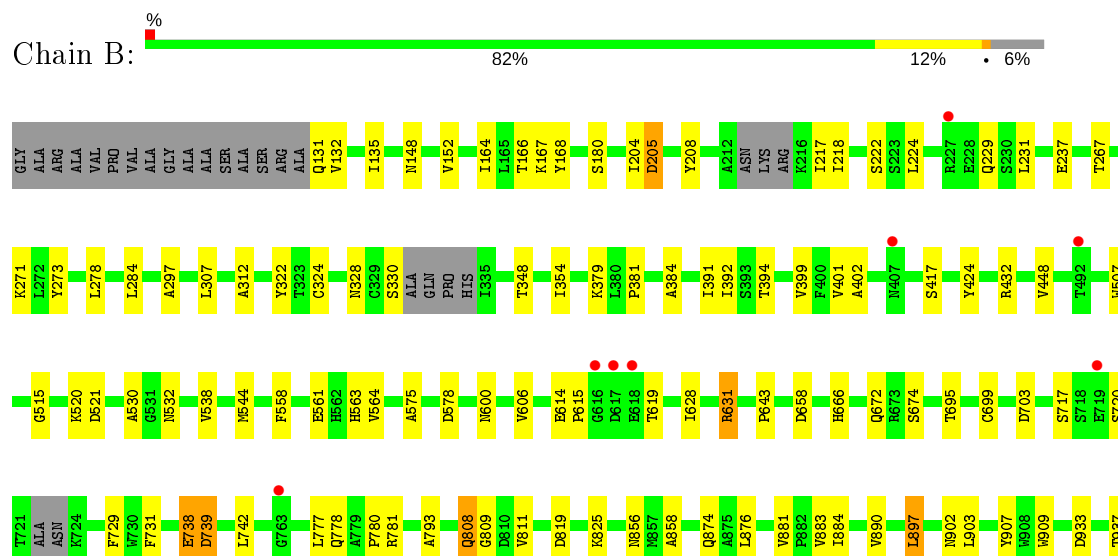 %
Chain B:
82% 12% • 6%
GLY ALA ARG ALA VAL PRO VAL ALA GLY ALA ALA SER ALA SER ARG ALA Q131 V132 I135 N148 V152 I164 L165 T166 K167 Y168 S180 I204 D205 Y208 A212 ASN LYS ARG K216 I217 I218 S222 S223 L224 R227 E228 Q229 S230 L231 E237 T267
K271 L272 Y273 L278 L284 A297 L307 A312 Y322 T323 C324 N328 C329 S330 ALA GLN PRO HIS I335 T348 I354 K379 L380 P381 A384 I391 I392 S393 T394 V399 F400 V401 A402 N407 S417 Y424 R432 V448 T492 W507
G515 K520 D521 A530 G531 N532 V538 M544 F558 E561 H562 H563 V564 A575 D578 N600 V606 E614 P615 G616 D617 E618 T619 I628 R631 P643 D658 H666 Q672 R673 S674 T695 C699 D703 S717 S718 E719 S720
T721 ALA ASN K724 F729 W730 F731 E738 D739 L742 G763 L777 Q778 A779 P780 R781 A793 Q808 G809 D810 V811 D819 K825 N856 M857 A858 Q874 A875 L876 V881 P882 V883 I884 V890 L897 N902 L903 Y907 W908 W909 D933